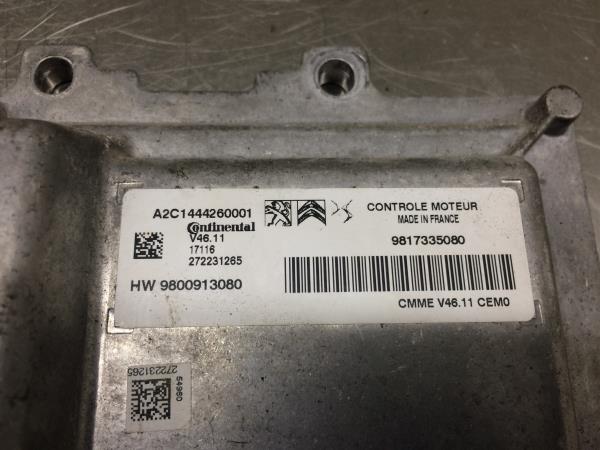 A2C1444260001
Continental
V46.11
17116
272231265
HW 9800913080
CONTROLE MOTEUR
MADE IN FRANCE
9817335080
CMME V46.11 CEM0
54980
272231265